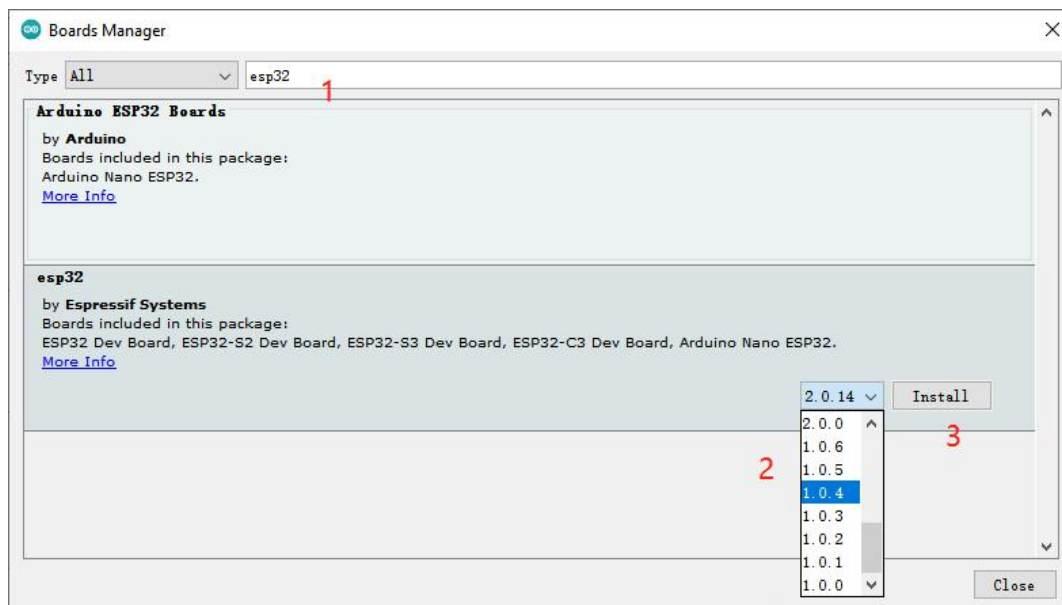 Boards Manager
Type All esp32
1
Arduino ESP32 Boards
by Arduino
Boards included in this package:
Arduino Nano ESP32.
More Info
esp32
by Espressif Systems
Boards included in this package:
ESP32 Dev Board, ESP32-S2 Dev Board, ESP32-S3 Dev Board, ESP32-C3 Dev Board, Arduino Nano ESP32.
More Info
2.0.14 Install
2.0.0
3
1.0.6
2
1.0.5
1.0.4
1.0.3
1.0.2
1.0.1
1.0.0
Close